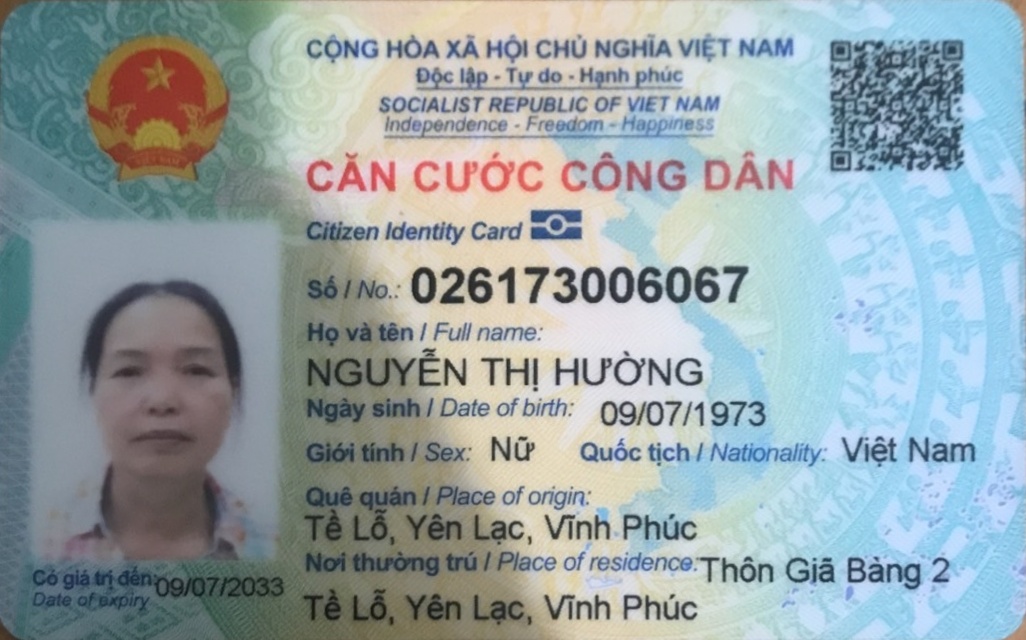 CỘNG HÒA XÃ HỘI CHỦ NGHĨA VIỆT NAM
Độc lập - Tự do - Hạnh phúc
SOCIALIST REPUBLIC OF VIET NAM
Independence - Freedom - Happiness
CĂN CƯỚC CÔNG DÂN
Citizen Identity Card
Số / No.: 026173006067
Họ và tên / Full name:
NGUYỄN THỊ HƯỜNG
Ngày sinh / Date of birth: 09/07/1973
Giới tính / Sex: Nữ Quốc tịch / Nationality: Việt Nam
Quê quán / Place of origin:
Tề Lỗ, Yên Lạc, Vĩnh Phúc
Nơi thường trú / Place of residence: Thôn Giã Bàng 2
Tề Lỗ, Yên Lạc, Vĩnh Phúc
Có giá trị đến: 09/07/2033
Date of expiry